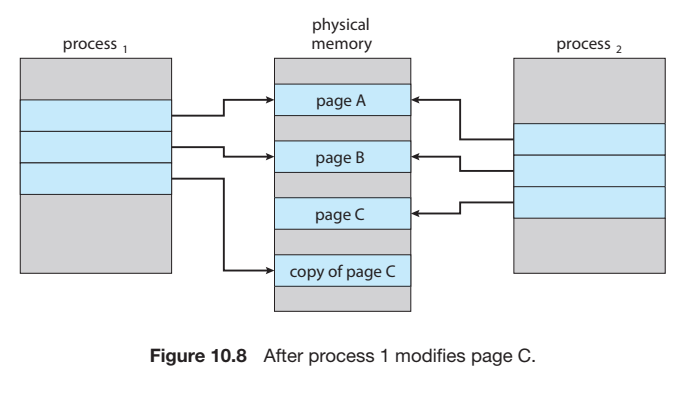 physical
memory
process 1
process 2
page A
page B
page C
copy of page C
Figure 10.8 After process 1 modifies page C.